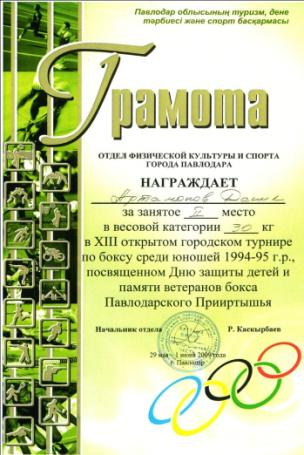 Павлодар облысының туризм, дене
тәрбиесі және спорт басқармасы
Грамота
ОТДЕЛ ФИЗИЧЕСКОЙ КУЛЬТУРЫ И СПОРТА
ГОРОДА ПАВЛОДАРА
НАГРАЖДАЕТ
Артамонов
за занятое II место
в весовой категории 30 кг
в XIII открытом городском турнире
по боксу среди юношей 1994-95 г.р.,
посвященном Дню защиты детей и
памяти ветеранов бокса
Павлодарского Прииртышья
Начальник отдела Р. Каскырбаев
29 мая – 1 июня 2009 года
г. Павлодар